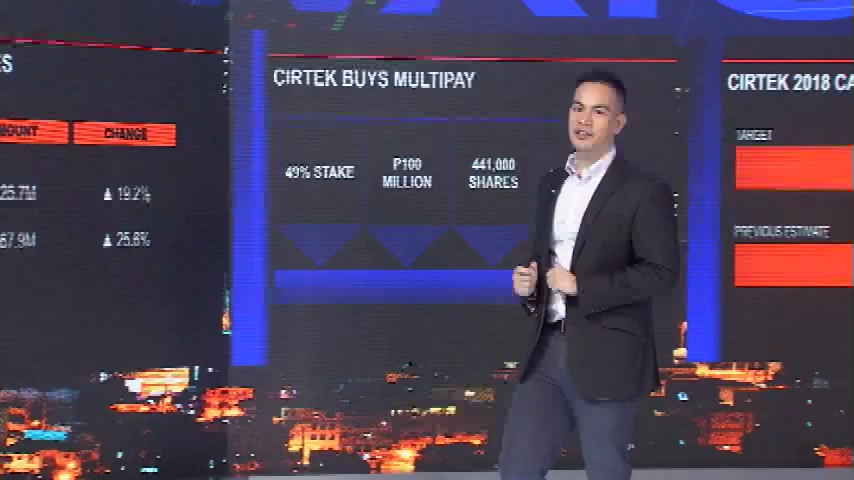 CIRTEK BUYS MULTIPAY
49% STAKE
P100
MILLION
441,000
SHARES
CHANGE
▲ 19.2%
▲ 25.6%
CIRTEK 2018 CA
TARGET
PREVIOUS ESTIMATE